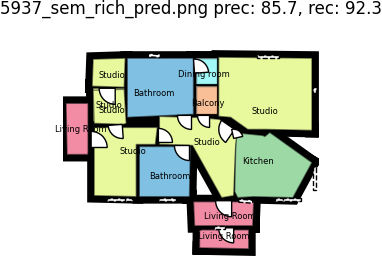 5937_sem_rich_pred.png prec: 85.7, rec: 92.3
Studio
Dining room
Bathroom
Studio
Balcony
Studio
Studio
Living Room
Studio
Studio
Kitchen
Bathroom
Living Room
Living Room